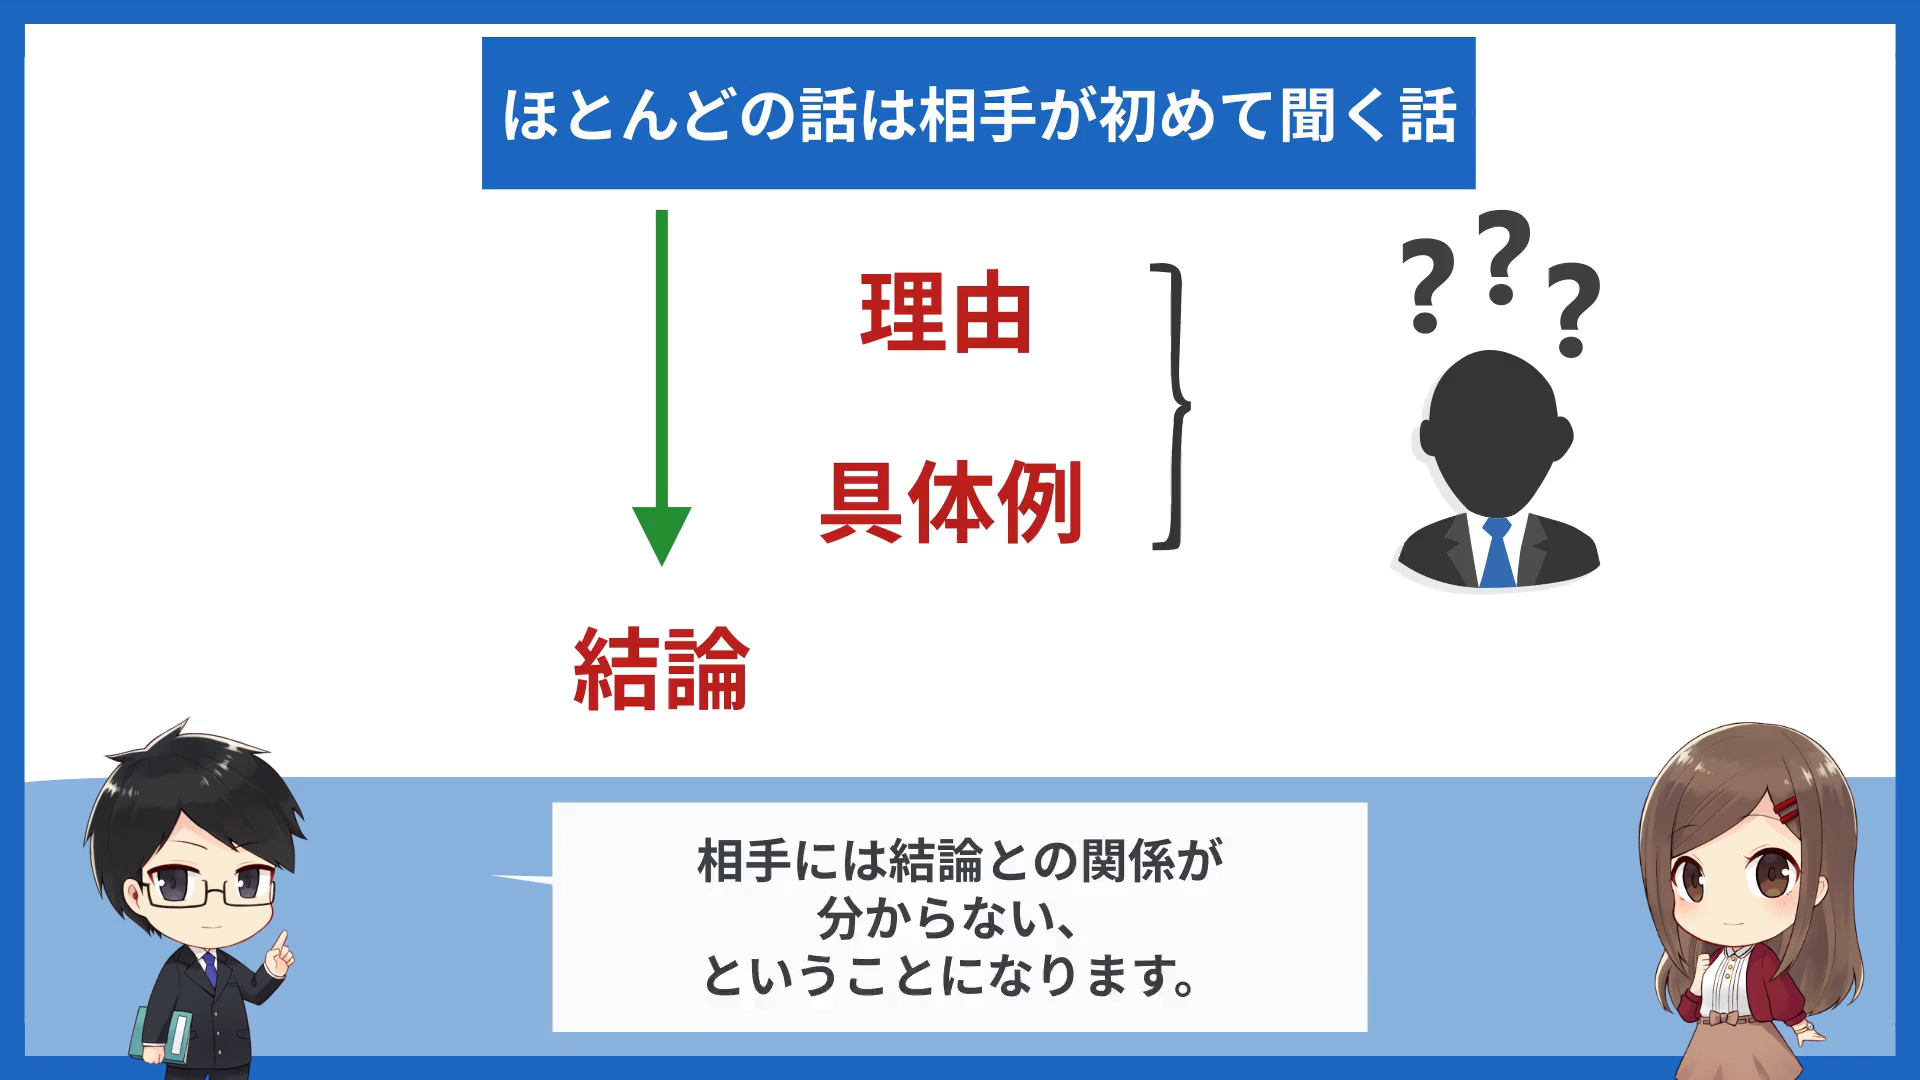 ほとんどの話は相手が初めて聞く話
???
理由
具体例
結論
相手には結論との関係が
分からない、
ということになります。